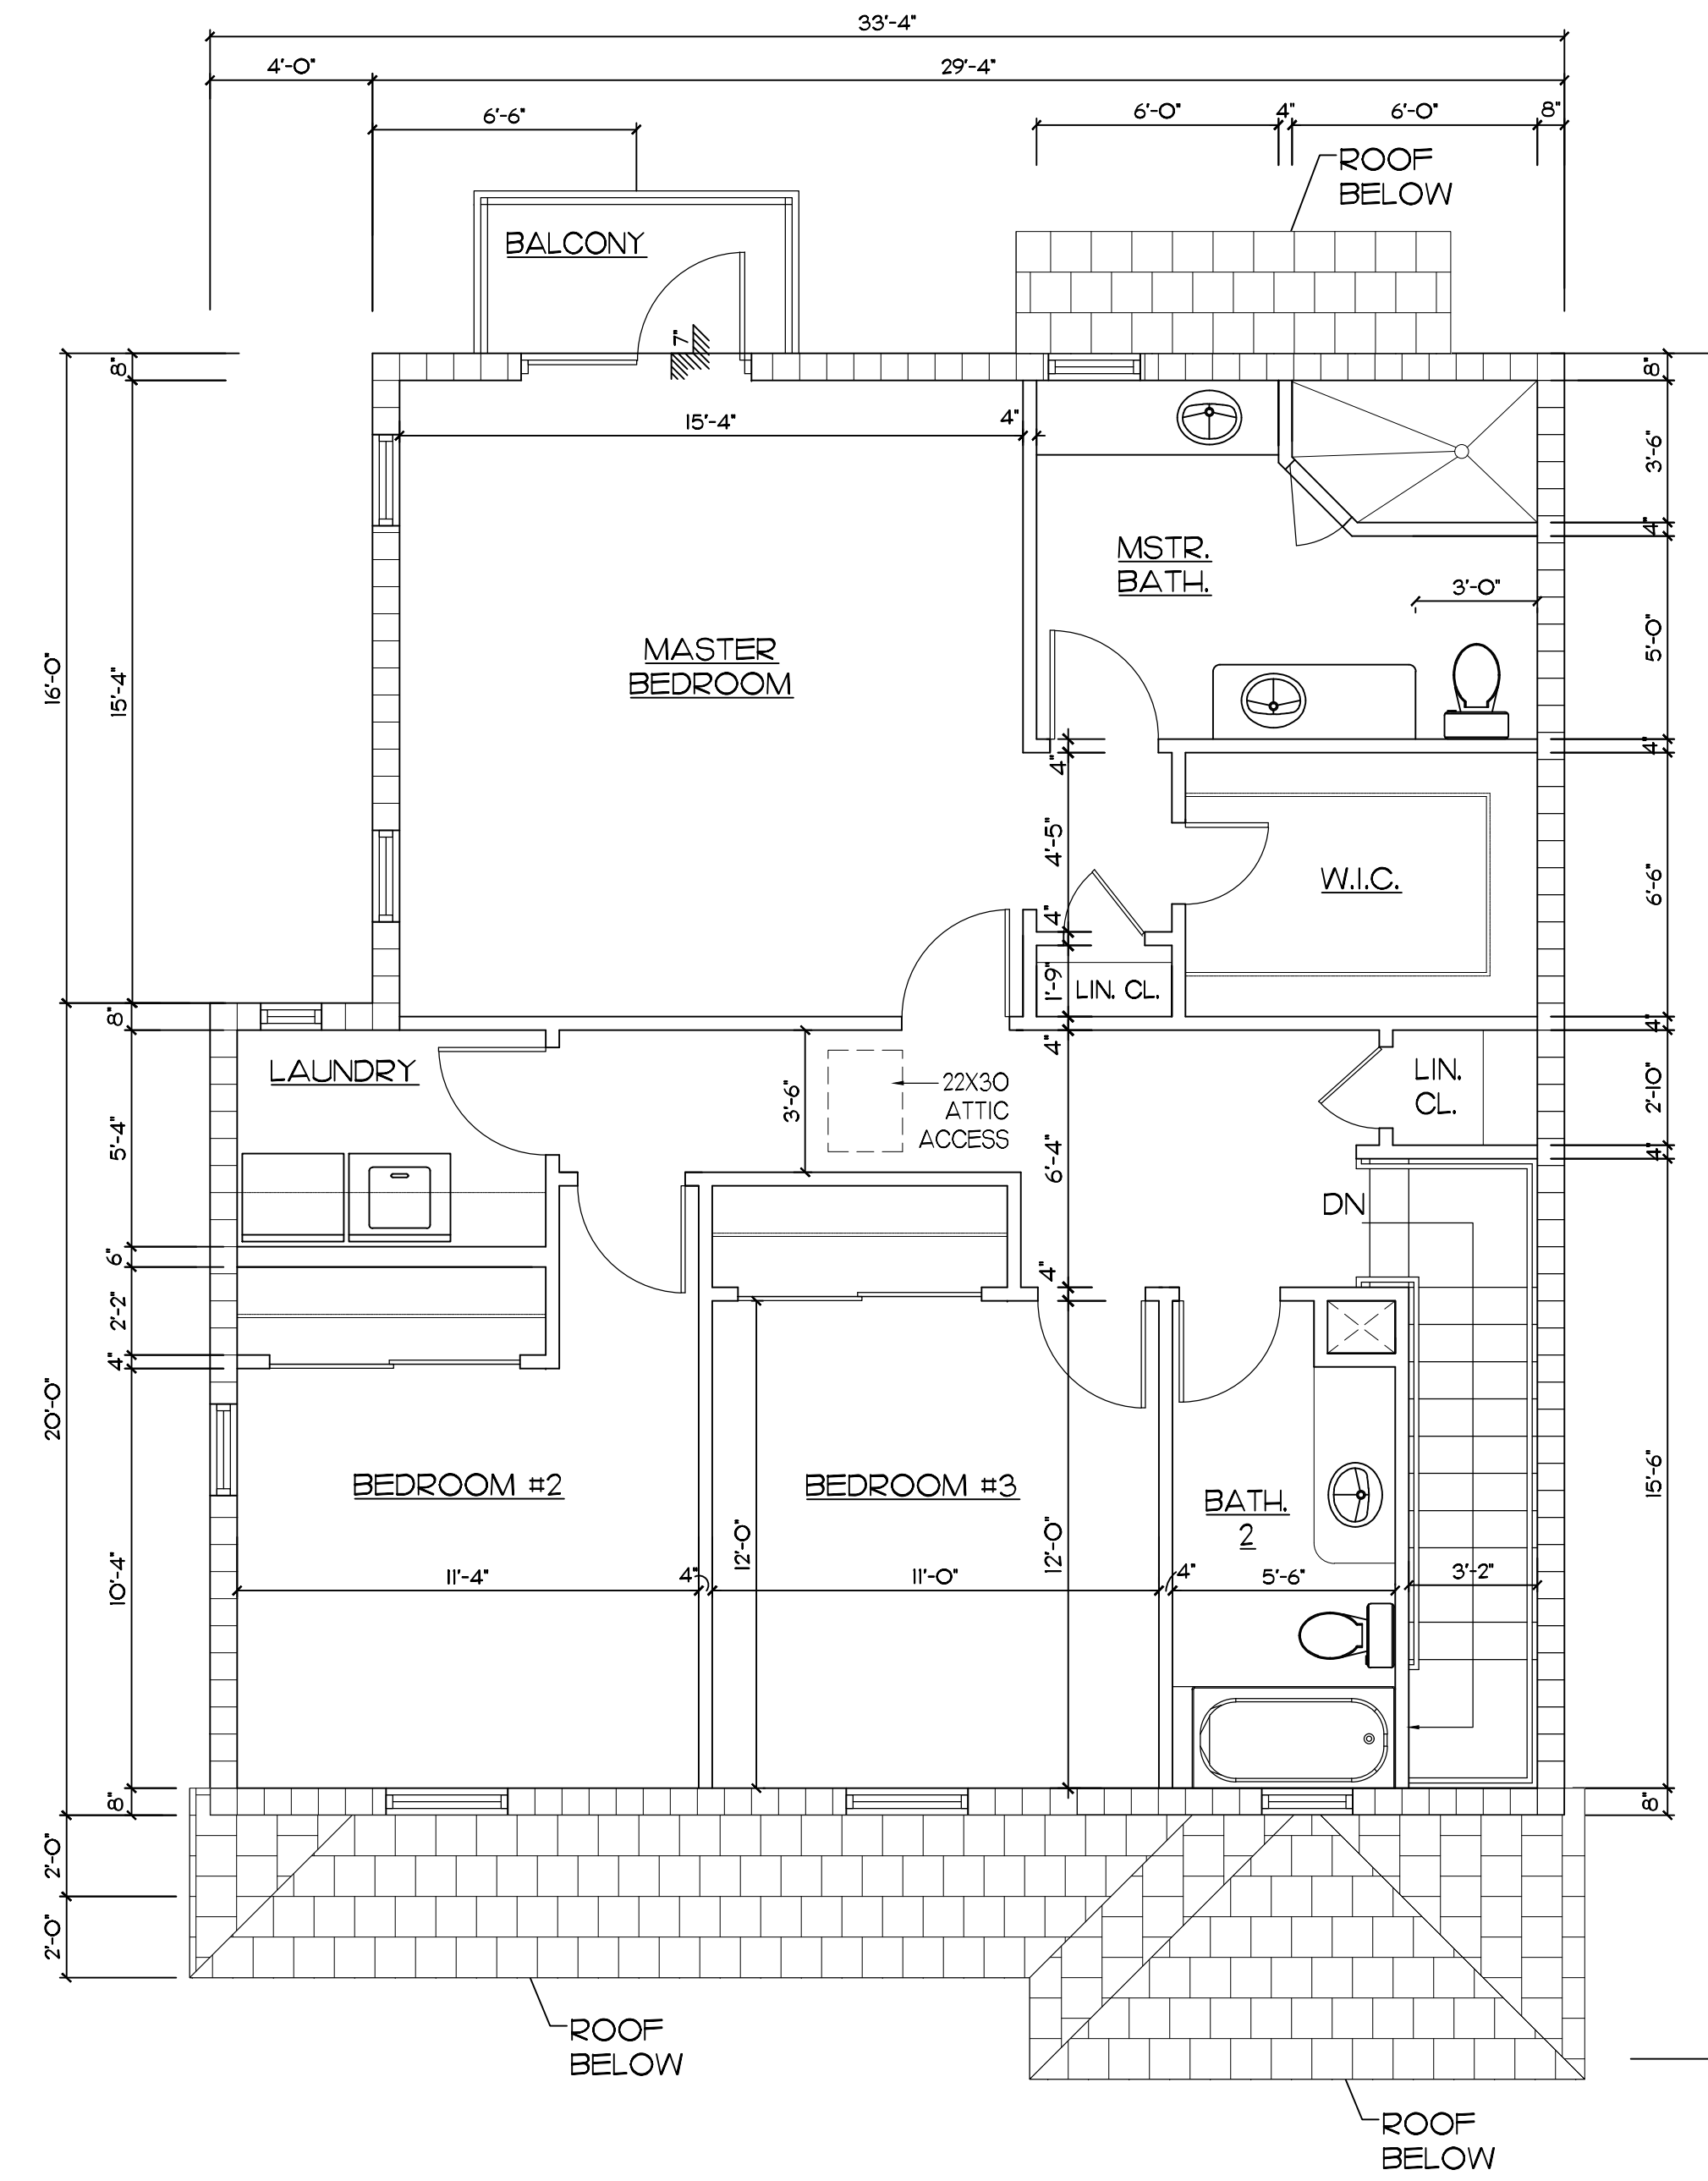 33'-4"
4'-0"
29'-4"
6'-6"
6'-0"
4"
6'-0"
8"
ROOF
BELOW
BALCONY
7"
8"
8"
15'-4"
4"
3'-6"
4"
MSTR.
BATH.
3'-0"
MASTER
BEDROOM
16'-0"
15'-4"
5'-0"
4"
4"
4'-5"
W.I.C.
6'-6"
4"
1'-9"
LIN. CL.
8"
4"
4"
LAUNDRY
22X30
ATTIC
ACCESS
3'-6"
LIN.
CL.
2'-10"
5'-4"
6'-4"
4"
DN
6"
4"
2'-2"
4"
20'-0"
BEDROOM #2
BEDROOM #3
BATH.
2
15'-6"
12'-0"
12'-0"
10'-4"
11'-4"
4"
11'-0"
4"
5'-6"
3'-2"
8"
8"
2'-0"
2'-0"
ROOF
BELOW
ROOF
BELOW